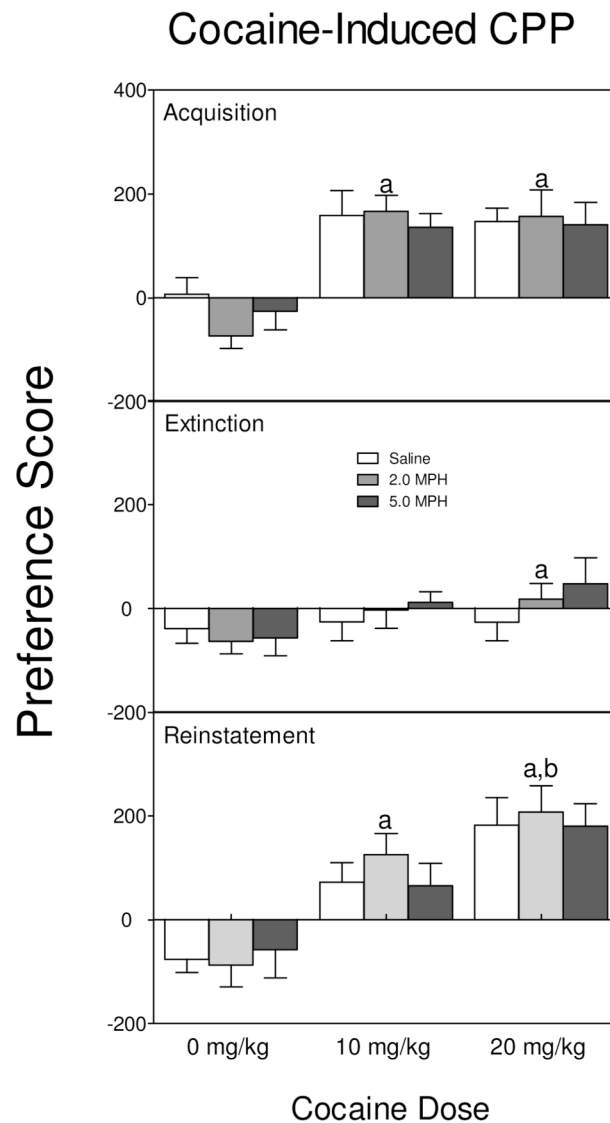 Cocaine-Induced CPP
400
Acquisition
a
a
200
0
-200
Extinction
Saline
2.0 MPH
5.0 MPH
200
a
0
-200
Reinstatement
a,b
200
a
0
-200
0 mg/kg
10 mg/kg
20 mg/kg
Cocaine Dose
Preference Score